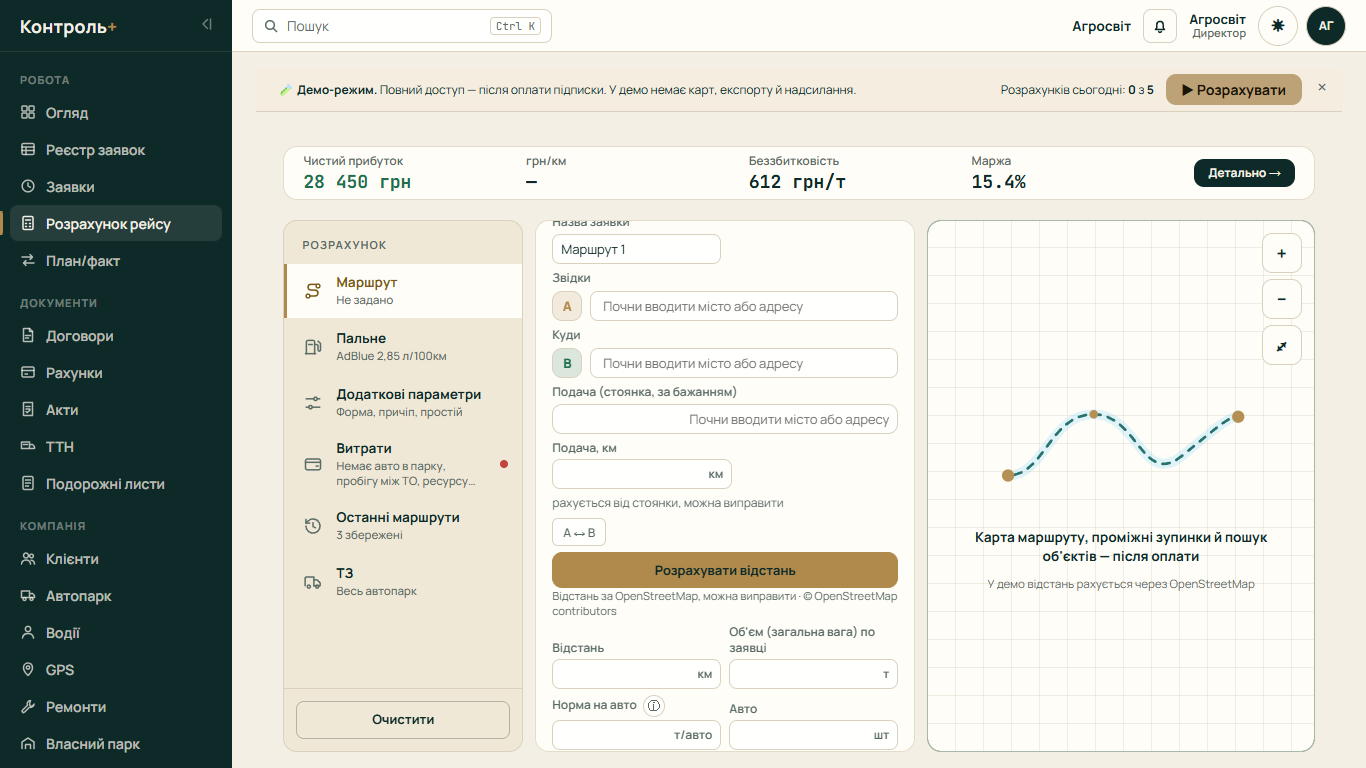 Контроль+
РОБОТА
Огляд
Реєстр заявок
Заявки
Розрахунок рейсу
План/факт
ДОКУМЕНТИ
Договори
Рахунки
Акти
ТТН
Подорожні листи
КОМПАНІЯ
Клієнти
Автопарк
Водії
GPS
Ремонти
Власний парк
Пошук
Ctrl K
Агросвіт
Агросвіт
Директор
АГ
Демо-режим. Повний доступ — після оплати підписки. У демо немає карт, експорту й надсилання.
Розрахунків сьогодні: 0 з 5
▶ Розрахувати
×
Чистий прибуток
28 450 грн
грн/км
—
Беззбитковість
612 грн/т
Маржа
15.4%
Детально →
РОЗРАХУНОК
Маршрут
Не задано
Пальне
AdBlue 2,85 л/100км
Додаткові параметри
Форма, причіп, простій
Витрати
Немає авто в парку,
пробігу між ТО, ресурсу…
Останні маршрути
3 збережені
ТЗ
Весь автопарк
Очистити
Назва заявки
Маршрут 1
Звідки
A
Почни вводити місто або адресу
Куди
B
Почни вводити місто або адресу
Подача (стоянка, за бажанням)
Почни вводити місто або адресу
Подача, км
км
рахується від стоянки, можна виправити
A ↔ B
Розрахувати відстань
Відстань за OpenStreetMap, можна виправити · © OpenStreetMap
contributors
Відстань
км
Об'єм (загальна вага) по
заявці
т
Норма на авто
т/авто
Авто
шт
+
−
Карта маршруту, проміжні зупинки й пошук
об'єктів — після оплати
У демо відстань рахується через OpenStreetMap